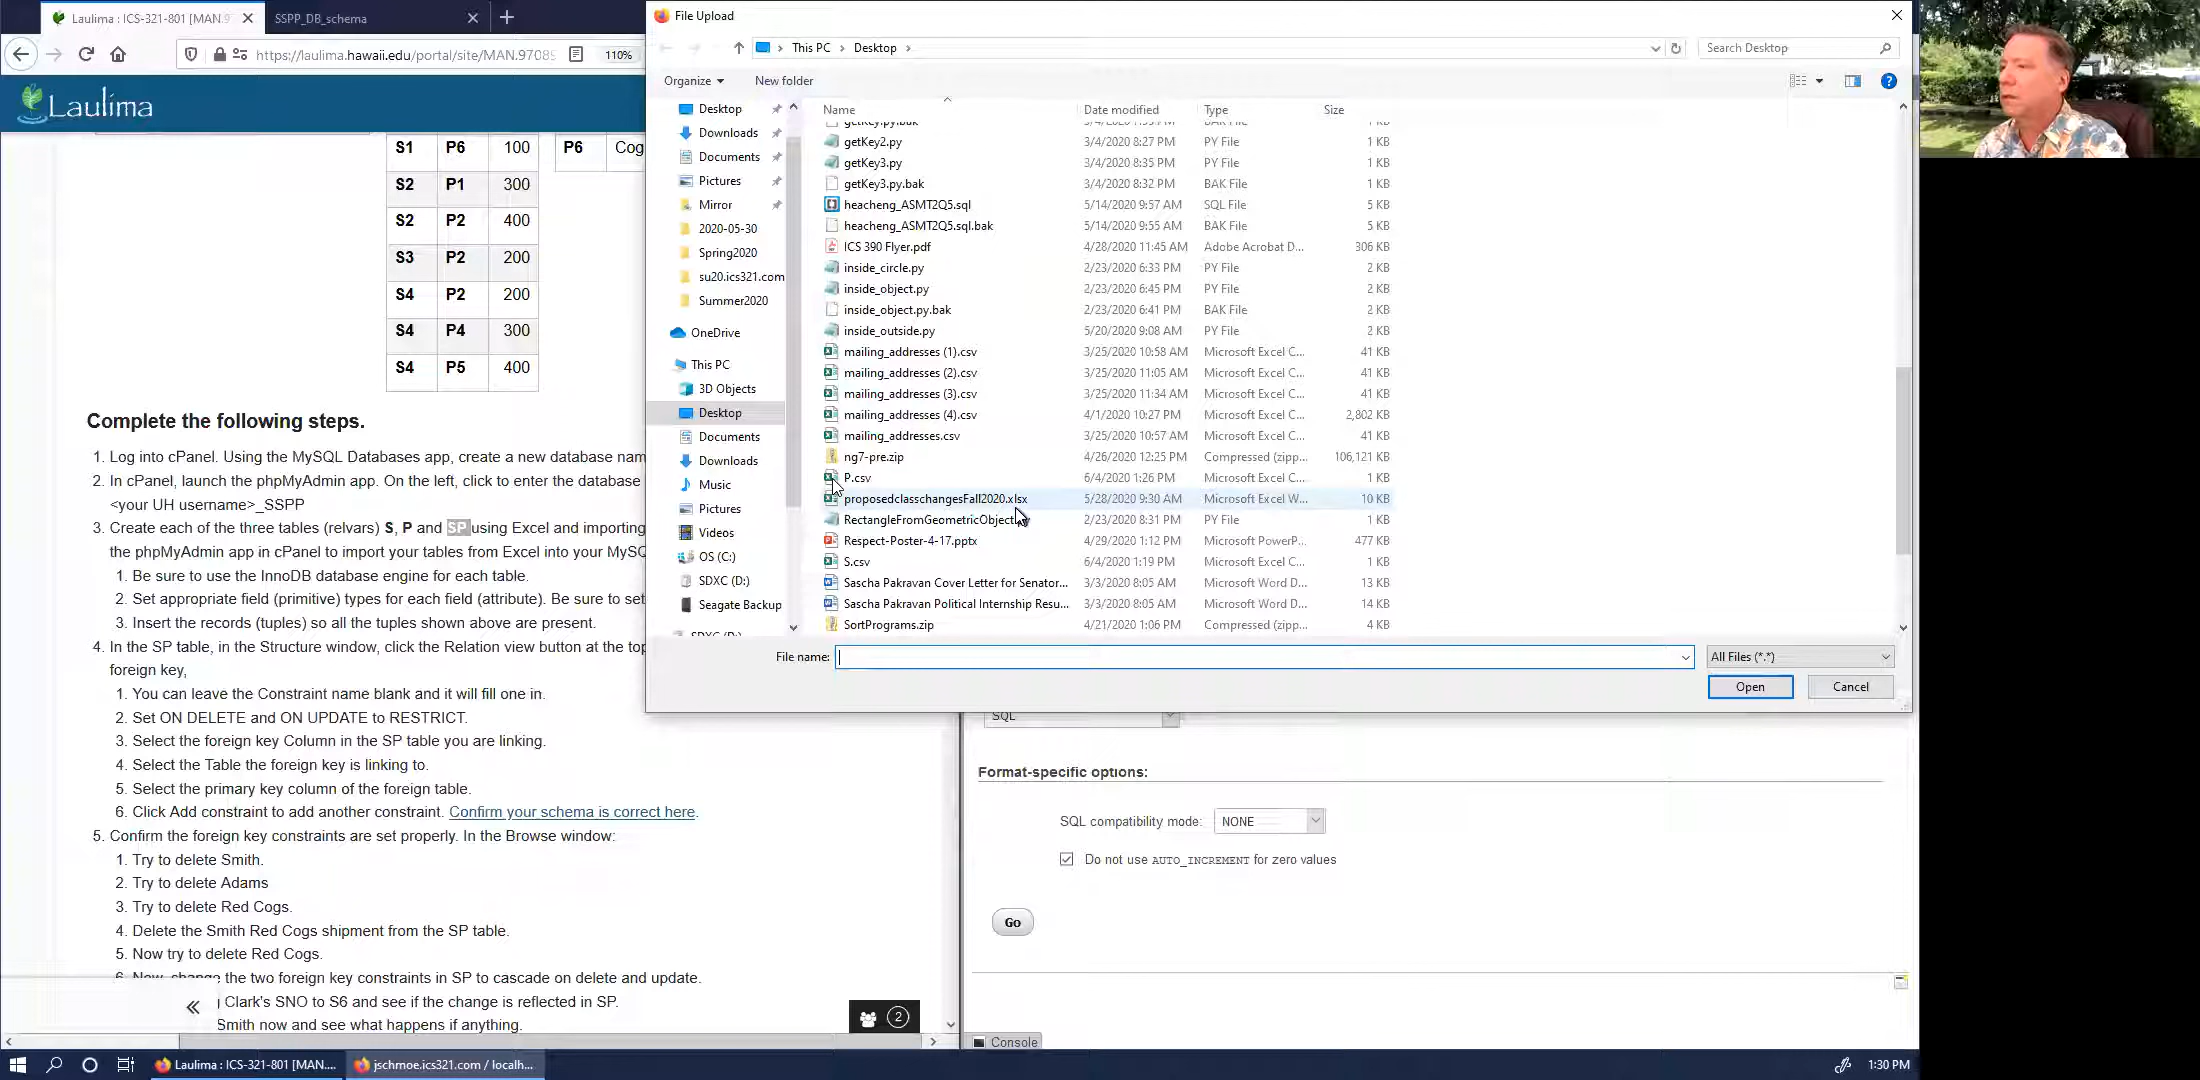 Laulima : ICS-321-801 [MAN.9
SSPP_DB_schema
https://laulima.hawaii.edu/portal/site/MAN.9708
110%
Laulima
S1 P6 100 P6 Cog
S2 P1 300
S2 P2 400
S3 P2 200
S4 P2 200
S4 P4 300
S4 P5 400
Complete the following steps.
1. Log into cPanel. Using the MySQL Databases app, create a new database nam
2. In cPanel, launch the phpMyAdmin app. On the left, click to enter the database
<your UH username>_SSPP
3. Create each of the three tables (relvars) S, P and SP using Excel and importing
the phpMyAdmin app in cPanel to import your tables from Excel into your MySQ
1. Be sure to use the InnoDB database engine for each table.
2. Set appropriate field (primitive) types for each field (attribute). Be sure to set
3. Insert the records (tuples) so all the tuples shown above are present.
4. In the SP table, in the Structure window, click the Relation view button at the top
foreign key,
1. You can leave the Constraint name blank and it will fill one in.
2. Set ON DELETE and ON UPDATE to RESTRICT.
3. Select the foreign key Column in the SP table you are linking.
4. Select the Table the foreign key is linking to.
5. Select the primary key column of the foreign table.
6. Click Add constraint to add another constraint. Confirm your schema is correct here.
5. Confirm the foreign key constraints are set properly. In the Browse window:
1. Try to delete Smith.
2. Try to delete Adams
3. Try to delete Red Cogs.
4. Delete the Smith Red Cogs shipment from the SP table.
5. Now try to delete Red Cogs.
6. Now, change the two foreign key constraints in SP to cascade on delete and update.
Clark's SNO to S6 and see if the change is reflected in SP.
Smith now and see what happens if anything.
2
File Upload
This PC > Desktop >
Search Desktop
Organize
New folder
Desktop
Downloads
Documents
Pictures
Mirror
2020-05-30
Spring2020
su20.ics321.com
Summer2020
OneDrive
This PC
3D Objects
Desktop
Documents
Downloads
Music
Pictures
Videos
OS (C:)
SDXC (D:)
Seagate Backup
SDXC (D:)
Name Date modified Type Size
getKey.py.bak BAK File 1 KB
getKey2.py 3/4/2020 8:27 PM PY File 1 KB
getKey3.py 3/4/2020 8:35 PM PY File 1 KB
getKey3.py.bak 3/4/2020 8:32 PM BAK File 1 KB
heacheng_ASMT2Q5.sql 5/14/2020 9:57 AM SQL File 5 KB
heacheng_ASMT2Q5.sql.bak 5/14/2020 9:55 AM BAK File 5 KB
ICS 390 Flyer.pdf 4/28/2020 11:45 AM Adobe Acrobat D... 306 KB
inside_circle.py 2/23/2020 6:33 PM PY File 2 KB
inside_object.py 2/23/2020 6:45 PM PY File 2 KB
inside_object.py.bak 2/23/2020 6:41 PM BAK File 2 KB
inside_outside.py 5/20/2020 9:08 AM PY File 2 KB
mailing_addresses (1).csv 3/25/2020 10:58 AM Microsoft Excel C... 41 KB
mailing_addresses (2).csv 3/25/2020 11:05 AM Microsoft Excel C... 41 KB
mailing_addresses (3).csv 3/25/2020 11:34 AM Microsoft Excel C... 41 KB
mailing_addresses (4).csv 4/1/2020 10:27 PM Microsoft Excel C... 2,802 KB
mailing_addresses.csv 3/25/2020 10:57 AM Microsoft Excel C... 41 KB
ng7-pre.zip 4/26/2020 12:25 PM Compressed (zipp... 106,121 KB
P.csv 6/4/2020 1:26 PM Microsoft Excel C... 1 KB
proposedclasschangesFall2020.xlsx 5/28/2020 9:30 AM Microsoft Excel W... 10 KB
RectangleFromGeometricObject 2/23/2020 8:31 PM PY File 1 KB
Respect-Poster-4-17.pptx 4/29/2020 1:12 PM Microsoft PowerP... 477 KB
S.csv 6/4/2020 1:19 PM Microsoft Excel C... 1 KB
Sascha Pakravan Cover Letter for Senator... 3/3/2020 8:05 AM Microsoft Word D... 13 KB
Sascha Pakravan Political Internship Resu... 3/3/2020 8:05 AM Microsoft Word D... 14 KB
SortPrograms.zip 4/21/2020 1:06 PM Compressed (zipp... 4 KB
File name:
All Files (*.*)
Open
Cancel
SQL
Format-specific options:
SQL compatibility mode: NONE
Do not use AUTO_INCREMENT for zero values
Go
Console
Laulima : ICS-321-801 [MAN....
jschmoe.ics321.com / localh...
1:30 PM